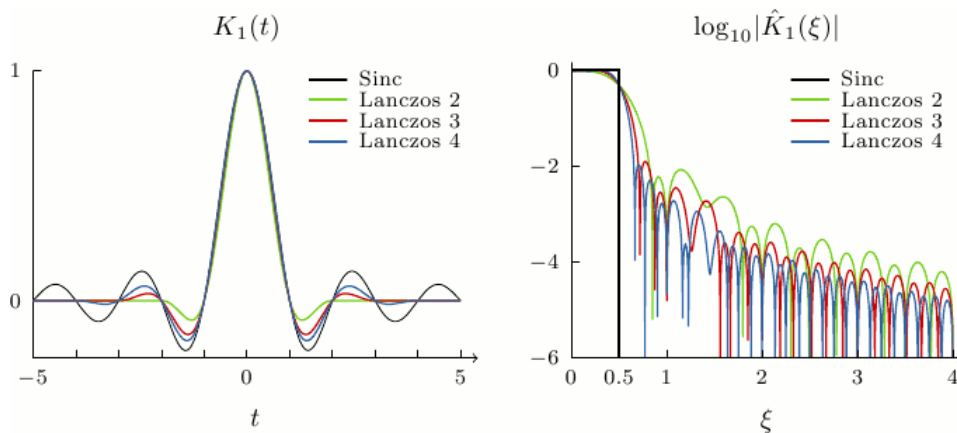 K₁(t)
1
0
−5
0
5
t
Sinc
Lanczos 2
Lanczos 3
Lanczos 4
log₁₀|K̂₁(ξ)|
0
−2
−4
−6
0
0.5
1
2
3
4
ξ
Sinc
Lanczos 2
Lanczos 3
Lanczos 4